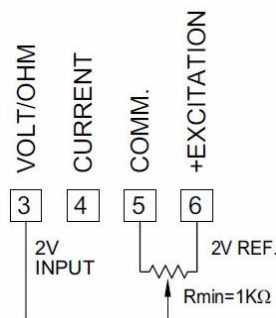 VOLT/OHM
CURRENT
COMM.
+EXCITATION
3
4
5
6
2V
INPUT
2V REF.
Rmin=1KΩ